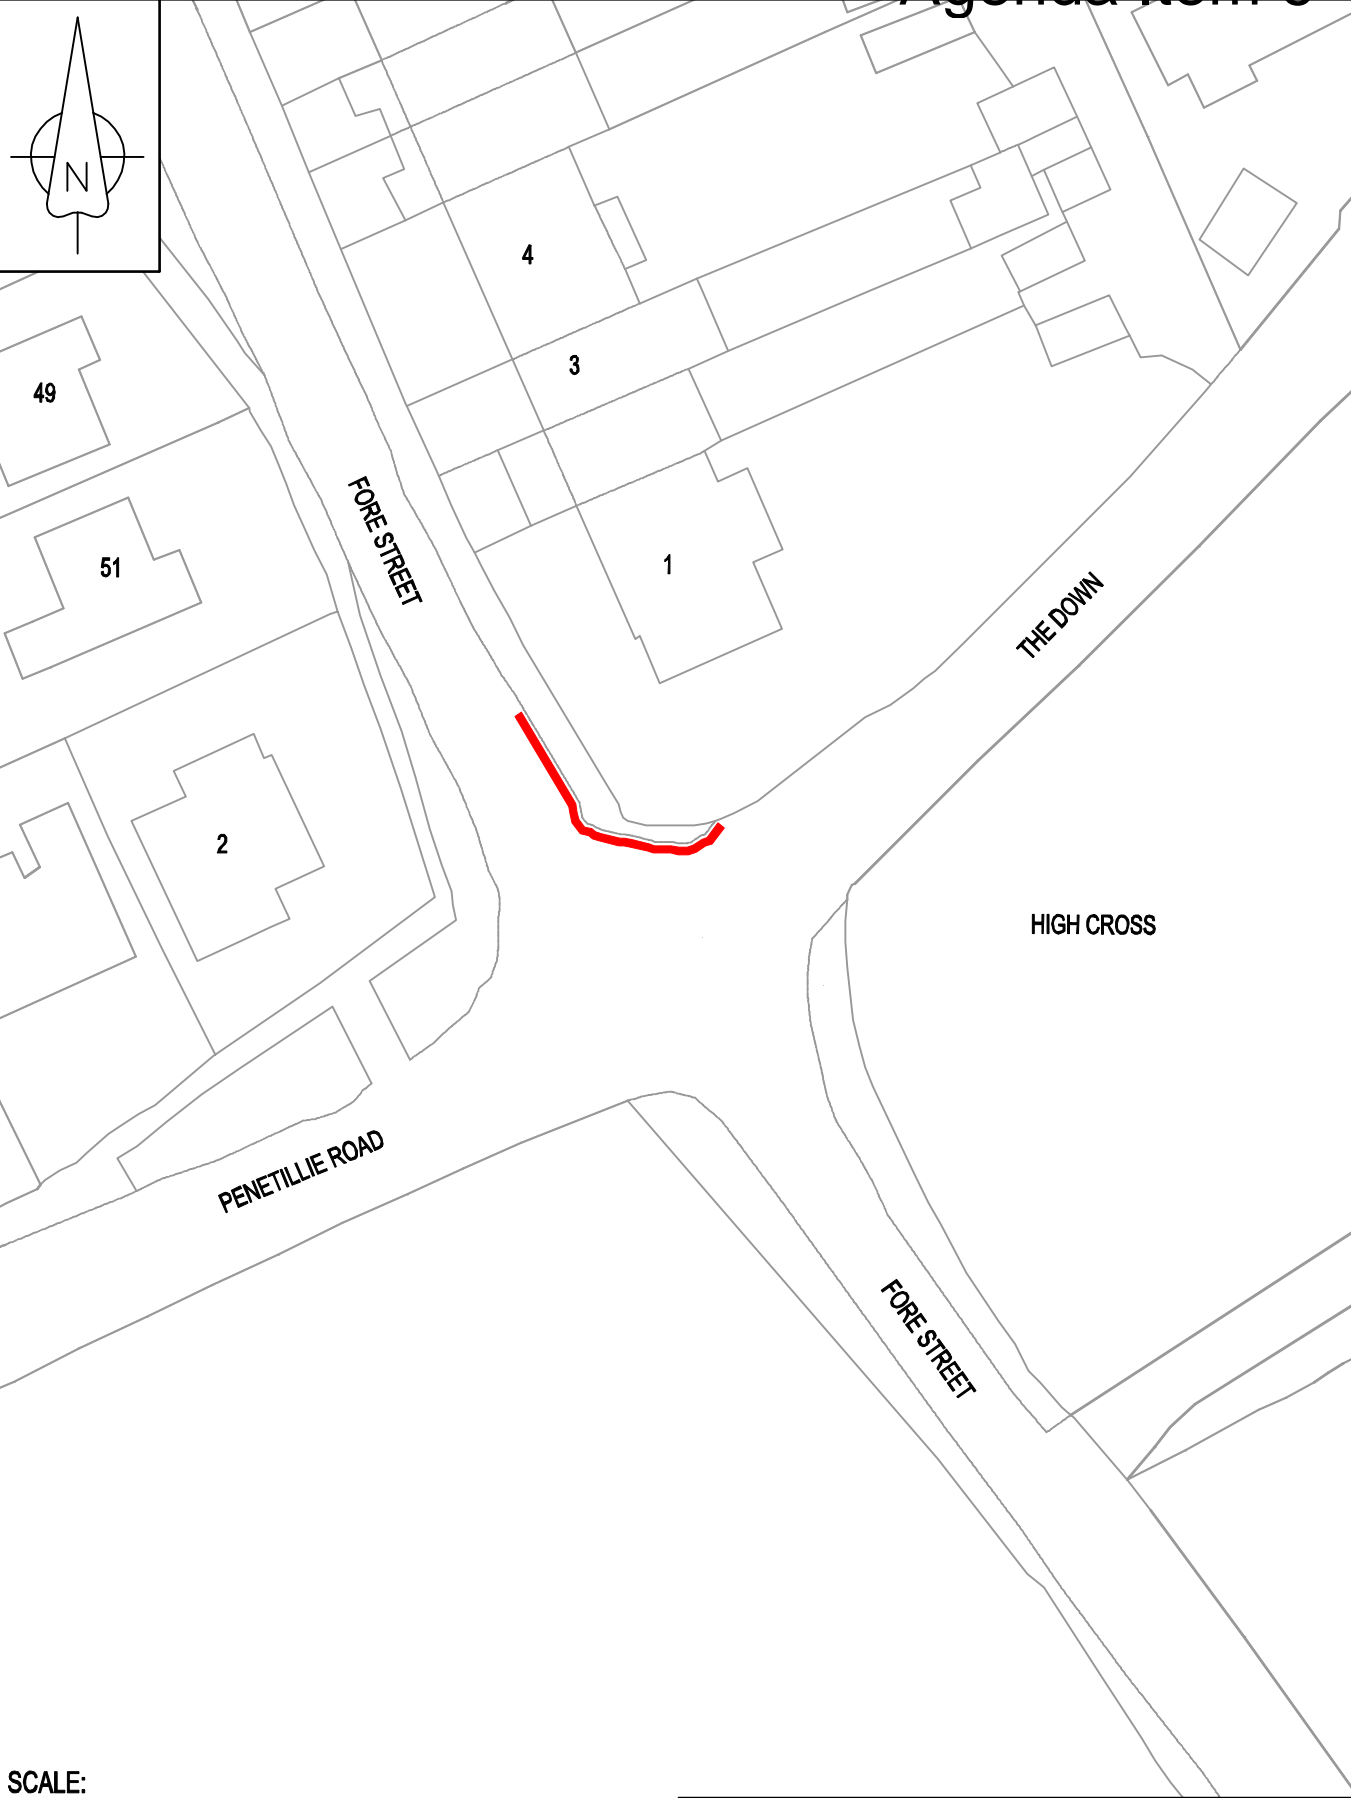 N
4
3
49
FORE STREET
51
1
THE DOWN
2
HIGH CROSS
PENETILLIE ROAD
FORE STREET
SCALE: